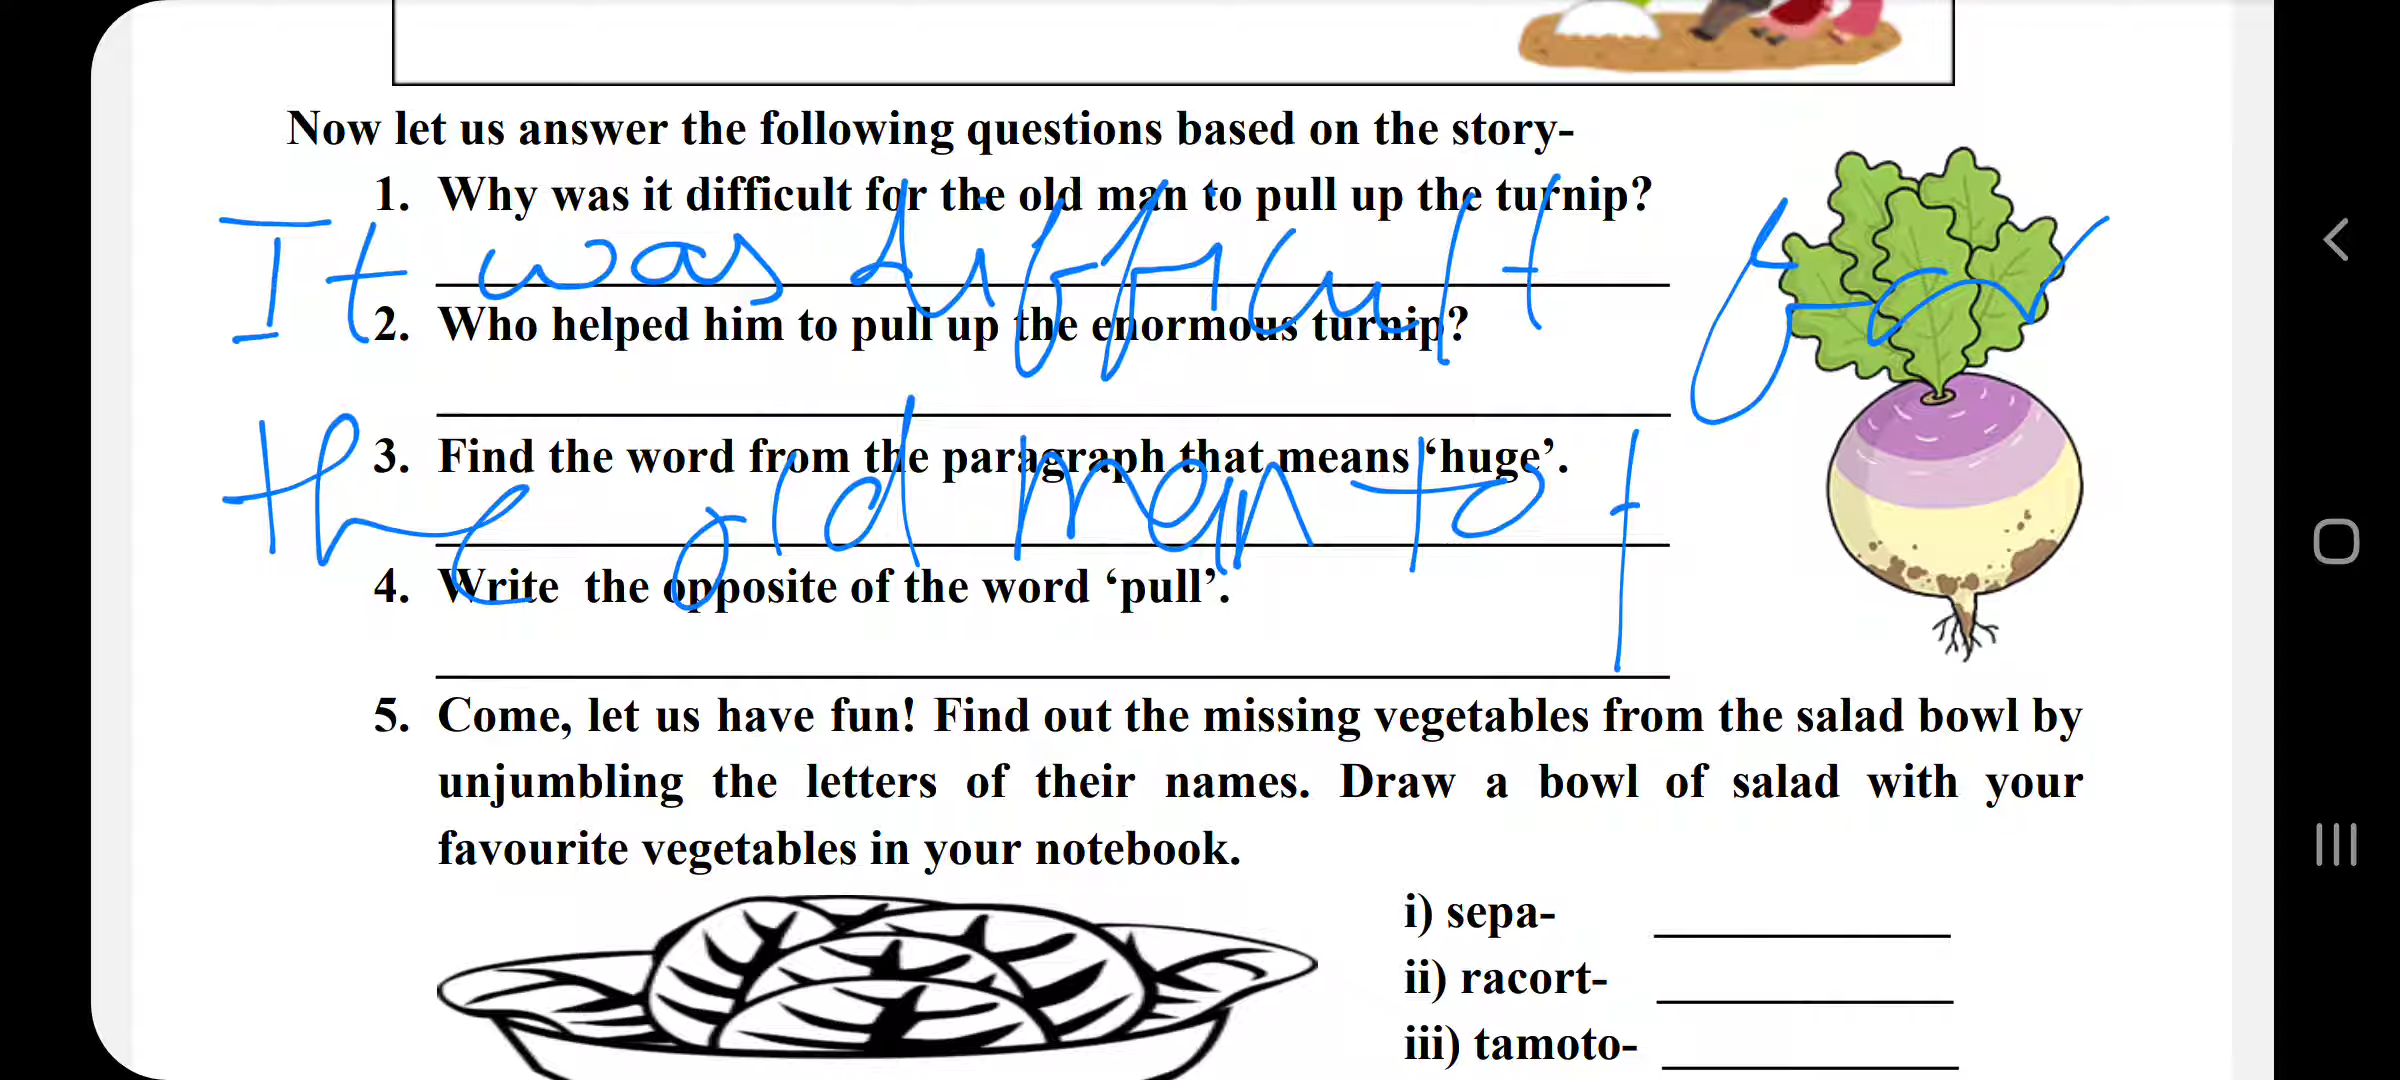 Now let us answer the following questions based on the story-
1. Why was it difficult for the old man to pull up the turnip?
It was difficult for
2. Who helped him to pull up the enormous turnip?
3. Find the word from the paragraph that means ‘huge’.
the old man to
4. Write the opposite of the word ‘pull’.
5. Come, let us have fun! Find out the missing vegetables from the salad bowl by
unjumbling the letters of their names. Draw a bowl of salad with your
favourite vegetables in your notebook.
i) sepa-
ii) racort-
iii) tamoto-